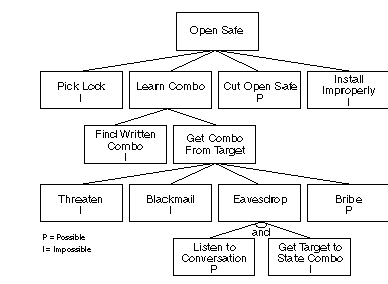 Open Safe
Pick Lock
I
Learn Combo
Cut Open Safe
P
Install
Improperly
I
Find Written
Combo
I
Get Combo
From Target
Threaten
I
Blackmail
I
Eavesdrop
Bribe
P
and
P = Possible
I = Impossible
Listen to
Conversation
P
Get Target to
State Combo
I